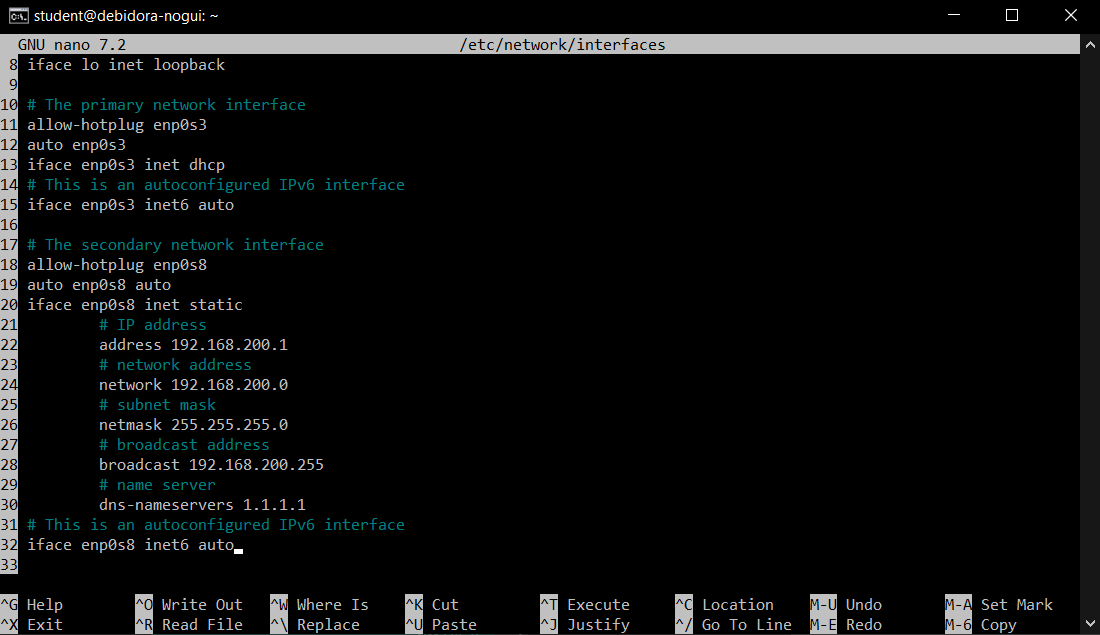 student@debidora-nogui: ~
GNU nano 7.2 /etc/network/interfaces
8 iface lo inet loopback
9
10 # The primary network interface
11 allow-hotplug enp0s3
12 auto enp0s3
13 iface enp0s3 inet dhcp
14 # This is an autoconfigured IPv6 interface
15 iface enp0s3 inet6 auto
16
17 # The secondary network interface
18 allow-hotplug enp0s8
19 auto enp0s8 auto
20 iface enp0s8 inet static
21 # IP address
22 address 192.168.200.1
23 # network address
24 network 192.168.200.0
25 # subnet mask
26 netmask 255.255.255.0
27 # broadcast address
28 broadcast 192.168.200.255
29 # name server
30 dns-nameservers 1.1.1.1
31 # This is an autoconfigured IPv6 interface
32 iface enp0s8 inet6 auto
33
^G Help ^O Write Out ^W Where Is ^K Cut ^T Execute ^C Location M-U Undo M-A Set Mark
^X Exit ^R Read File ^\ Replace ^U Paste ^J Justify ^/ Go To Line M-E Redo M-6 Copy